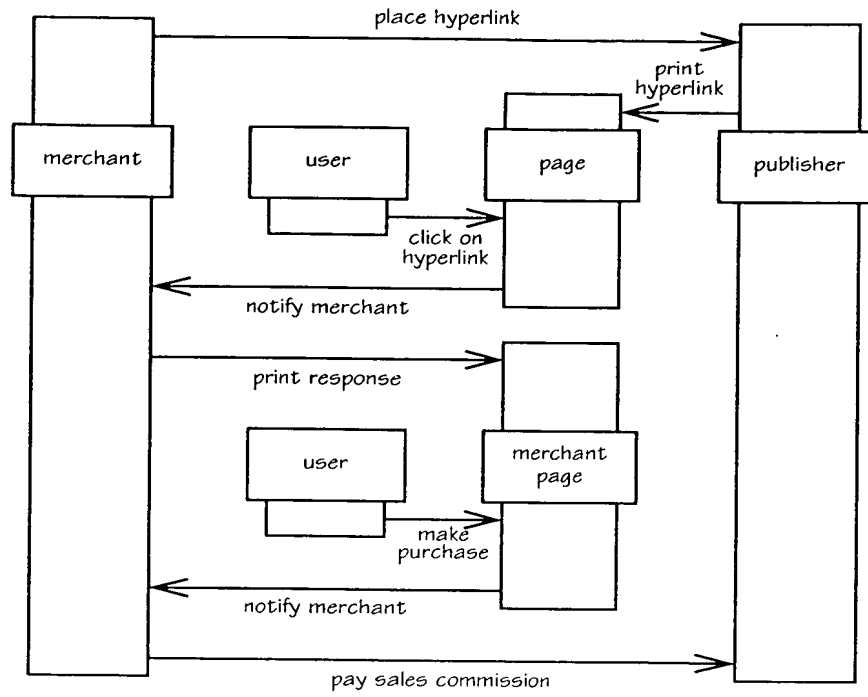 place hyperlink
print
hyperlink
merchant
user
page
publisher
click on
hyperlink
notify merchant
print response
user
merchant
page
make
purchase
notify merchant
pay sales commission